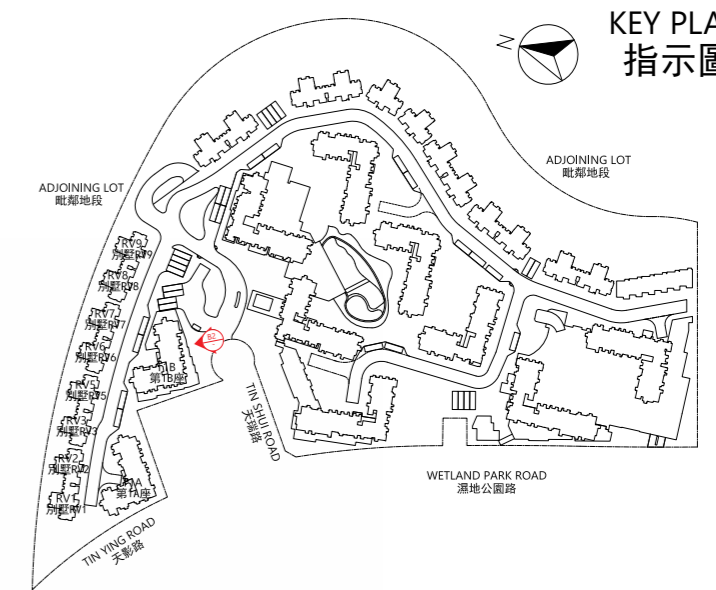 KEY PLA
指示圖
N
ADJOINING LOT
毗鄰地段
ADJOINING LOT
毗鄰地段
RV9
別墅RV9
RV8
別墅RV8
RV7
別墅RV7
RV6
別墅RV6
RV5
別墅RV5
RV3
別墅RV3
RV2
別墅RV2
RV1
別墅RV1
B2
第1B座
第1A座
TIN SHUI ROAD
天瑞路
WETLAND PARK ROAD
濕地公園路
TIN YING ROAD
天影路